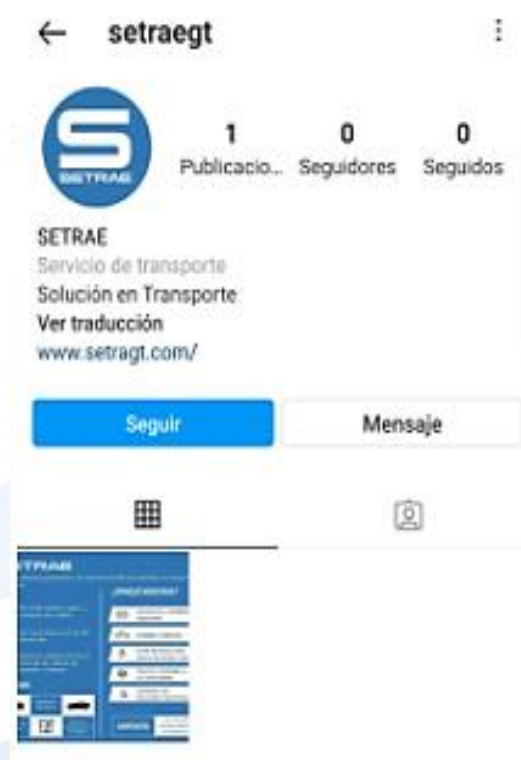 setraegt
S
SETRAE
1 0 0
Publicacio... Seguidores Seguidos
SETRAE
Servicio de transporte
Solución en Transporte
Ver traducción
www.setragt.com/
Seguir Mensaje